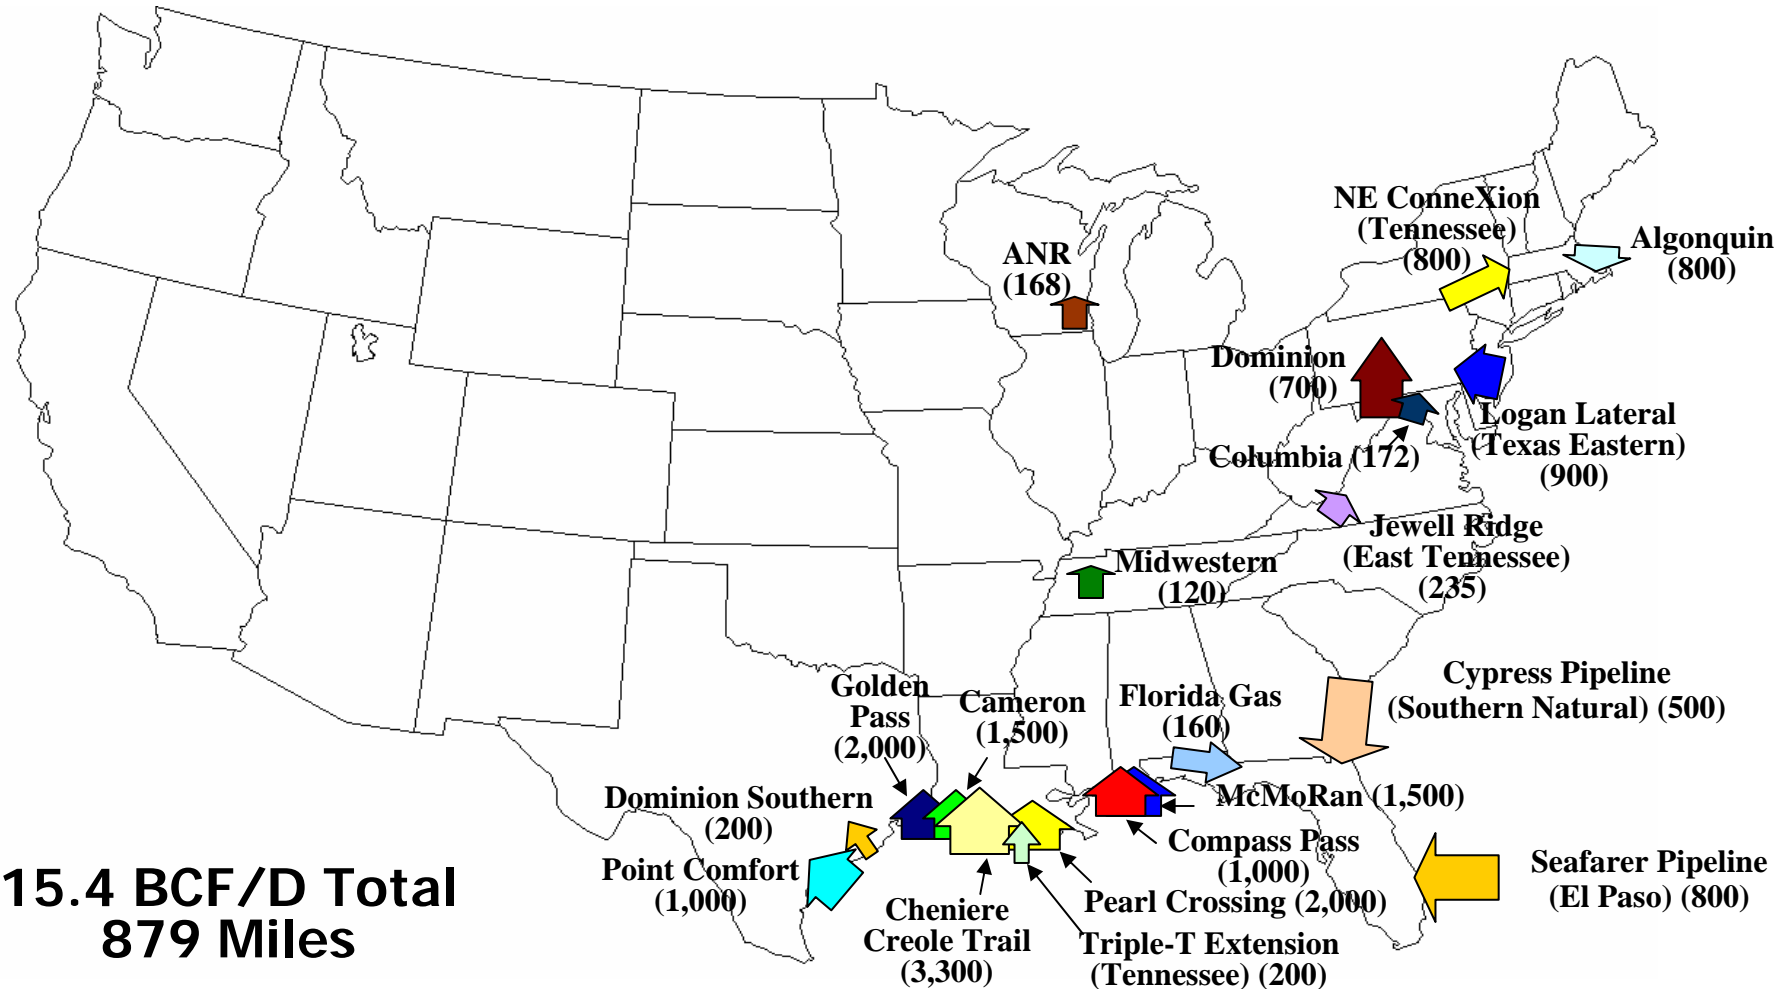 NE ConneXion
(Tennessee)
(800)
Algonquin
(800)
ANR
(168)
Dominion
(700)
Logan Lateral
(Texas Eastern)
(900)
Columbia (172)
Jewell Ridge
(East Tennessee)
(235)
Midwestern
(120)
Cypress Pipeline
(Southern Natural) (500)
Golden
Pass
(2,000)
Cameron
(1,500)
Florida Gas
(160)
Dominion Southern
(200)
McMoRan (1,500)
Point Comfort
(1,000)
Compass Pass
(1,000)
Seafarer Pipeline
(El Paso) (800)
Pearl Crossing (2,000)
Cheniere
Creole Trail
(3,300)
Triple-T Extension
(Tennessee) (200)
15.4 BCF/D Total
879 Miles